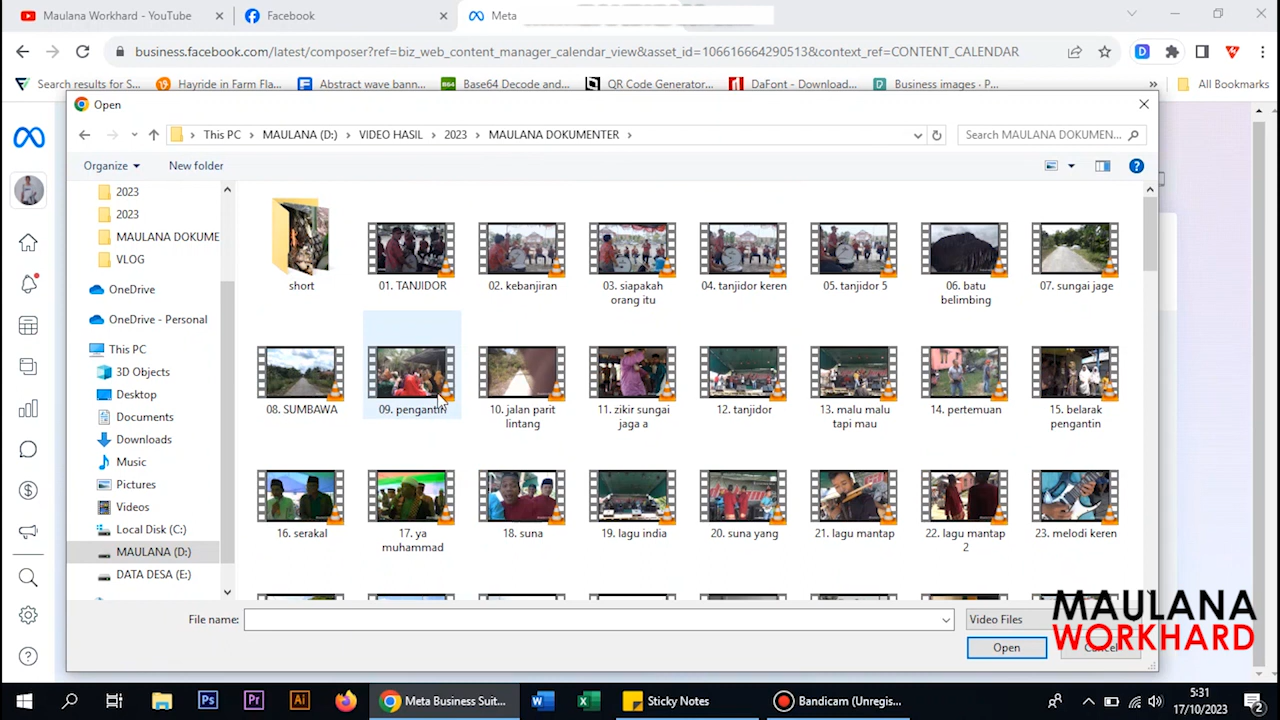 Maulana Workhard - YouTube
Facebook
Meta
business.facebook.com/latest/composer?ref=biz_web_content_manager_calendar_view&asset_id=106616664290513&context_ref=CONTENT_CALENDAR
Search results for S...
Hayride in Farm Fla...
Abstract wave bann...
Base64 Decode and...
QR Code Generator...
DaFont - Download...
Business images - P...
All Bookmarks
Open
This PC > MAULANA (D:) > VIDEO HASIL > 2023 > MAULANA DOKUMENTER >
Search MAULANA DOKUMEN...
Organize
New folder
2023
2023
MAULANA DOKUME
VLOG
OneDrive
OneDrive - Personal
This PC
3D Objects
Desktop
Documents
Downloads
Music
Pictures
Videos
Local Disk (C:)
MAULANA (D:)
DATA DESA (E:)
short
01. TANJIDOR
02. kebanjiran
03. siapakah
orang itu
04. tanjidor keren
05. tanjidor 5
06. batu
belimbing
07. sungai jage
08. SUMBAWA
09. pengantin
10. jalan parit
lintang
11. zikir sungai
jaga a
12. tanjidor
13. malu malu
tapi mau
14. pertemuan
15. belarak
pengantin
16. serakal
17. ya
muhammad
18. suna
19. lagu india
20. suna yang
21. lagu mantap
22. lagu mantap
2
23. melodi keren
File name:
Video Files
Open
Cancel
MAULANA
WORKHARD
Meta Business Suit...
Sticky Notes
Bandicam (Unregis...
5:31
17/10/2023
2